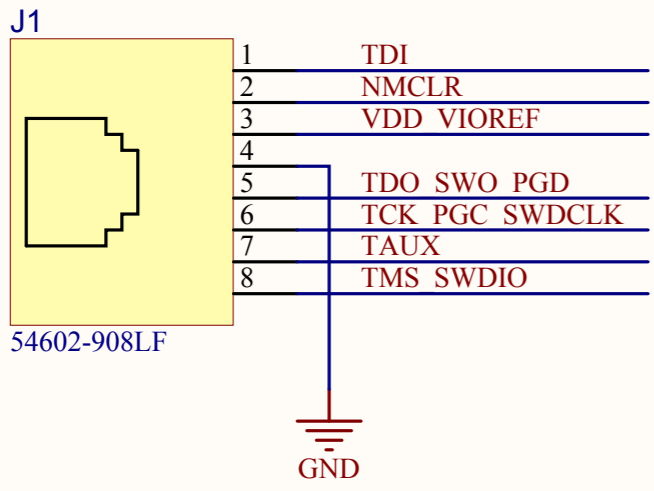 J1
1 TDI
2 NMCLR
3 VDD VIOREF
4
5 TDO SWO PGD
6 TCK PGC SWDCLK
7 TAUX
8 TMS SWDIO
54602-908LF
GND